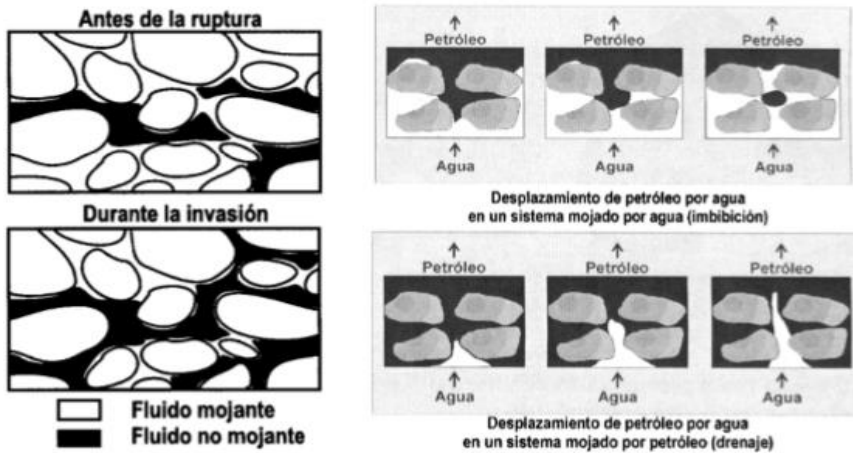 Antes de la ruptura
Durante la invasión
Fluido mojante
Fluido no mojante
Petróleo Petróleo Petróleo
Agua Agua Agua
Desplazamiento de petróleo por agua
en un sistema mojado por agua (imbibición)
Petróleo Petróleo Petróleo
Agua Agua Agua
Desplazamiento de petróleo por agua
en un sistema mojado por petróleo (drenaje)